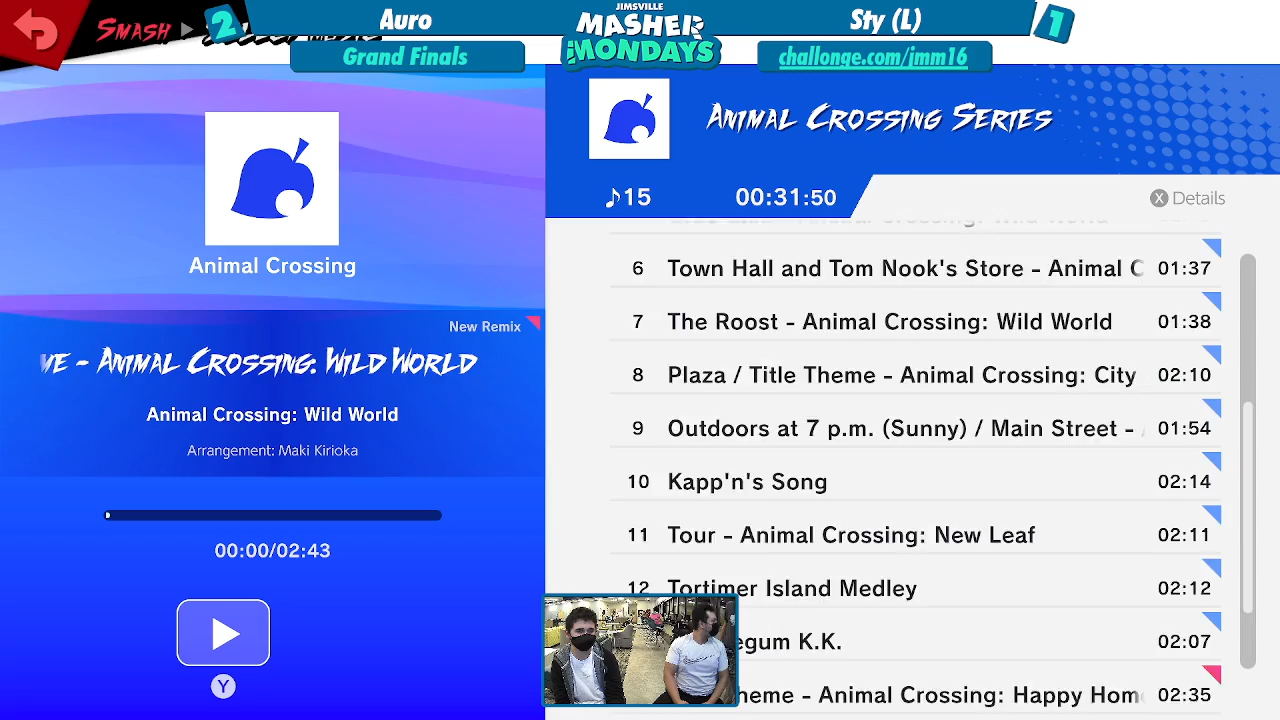 SMASH
2
Auro
JIMSVILLE
MASHER
MONDAYS
Sty (L)
1
Grand Finals
challonge.com/jmm16
ANIMAL CROSSING SERIES
♪15
00:31:50
X Details
Animal Crossing
New Remix
VE - ANIMAL CROSSING: WILD WORLD
Animal Crossing: Wild World
Arrangement: Maki Kirioka
00:00/02:43
Y
6 Town Hall and Tom Nook's Store - Animal C 01:37
7 The Roost - Animal Crossing: Wild World 01:38
8 Plaza / Title Theme - Animal Crossing: City 02:10
9 Outdoors at 7 p.m. (Sunny) / Main Street - 01:54
10 Kapp'n's Song 02:14
11 Tour - Animal Crossing: New Leaf 02:11
12 Tortimer Island Medley 02:12
egum K.K. 02:07
heme - Animal Crossing: Happy Hom 02:35